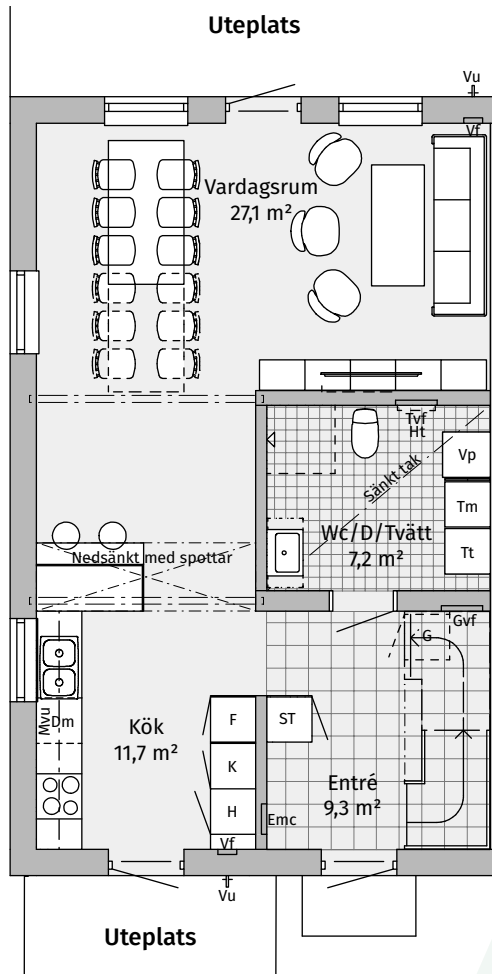 Uteplats
Vu
Vf
Vardagsrum
27,1 m²
Tvf
Ht
Vp
Sänkt tak
Tm
Wc/D/Tvätt
7,2 m²
Tt
Nedsänkt med spottar
Gvf
G
Mvu
Dm
F
ST
Kök
11,7 m²
K
Entré
9,3 m²
H
Emc
Vf
Vu
Uteplats